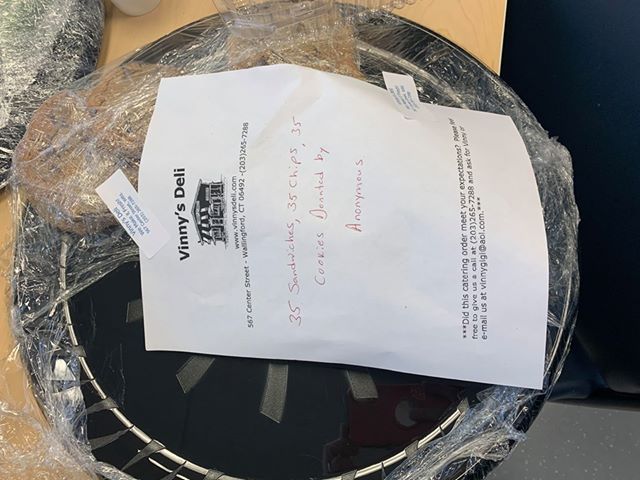 Vinny's Deli
www.vinnysdeli.com
567 Center Street - Wallingford, CT 06492 -(203)265-7288
35 Sandwiches, 35 Chips, 35
Cookies Donated by
Anonymous
***Did this catering order meet your expectations? Please feel
free to give us a call at (203)265-7288 and ask for Vinny or
e-mail us at vinnygigi@aol.com.***